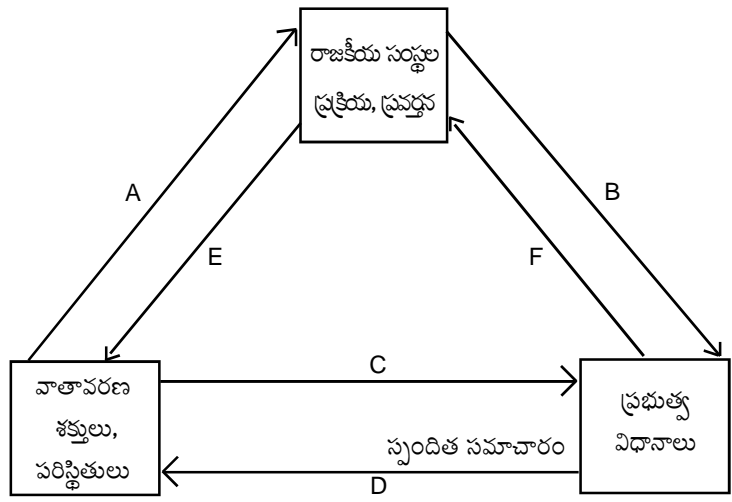 రాజకీయ సంస్థల
ప్రక్రియ, ప్రవర్తన
A
B
E
F
C
వాతావరణ
శక్తులు,
పరిస్థితులు
ప్రభుత్వ
విధానాలు
స్పందిత సమాచారం
D